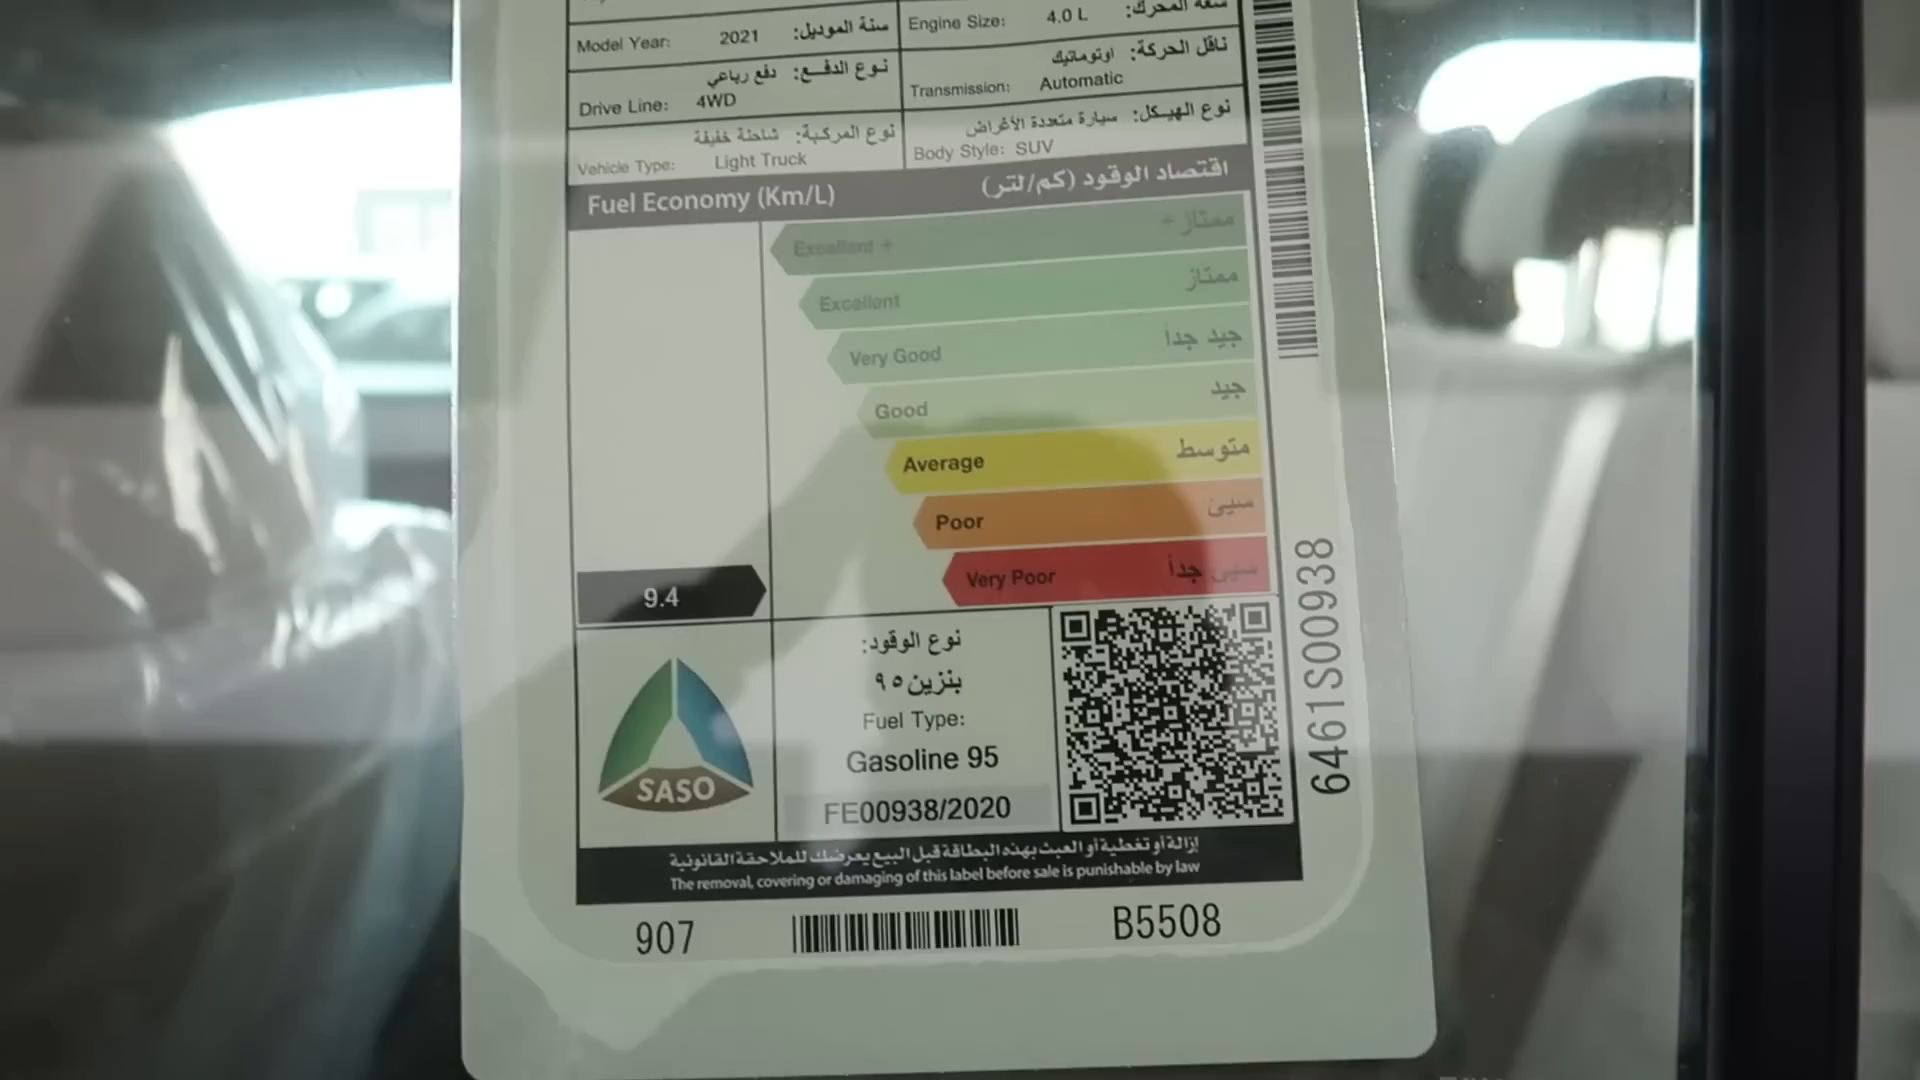 Model Year: 2021 سنة الموديل:
Engine Size: 4.0 L سعة المحرك:
Drive Line: 4WD دفع رباعي نوع الدفع:
Transmission: Automatic اوتوماتيك ناقل الحركة:
Vehicle Type: Light Truck شاحنة خفيفة نوع المركبة:
Body Style: SUV سيارة متعددة الأغراض نوع الهيكل:
Fuel Economy (Km/L) اقتصاد الوقود (كم/لتر)
Excellent + ممتاز +
Excellent ممتاز
Very Good جيد جداً
Good جيد
Average متوسط
Poor سيئ
Very Poor سيئ جداً
9.4
نوع الوقود:
بنزين ٩٥
Fuel Type:
Gasoline 95
FE00938/2020
SASO
6461S00938
إزالة أو تغطية أو العبث بهذه البطاقة قبل البيع يعرضك للملاحقة القانونية
The removal, covering or damaging of this label before sale is punishable by law
907
B5508